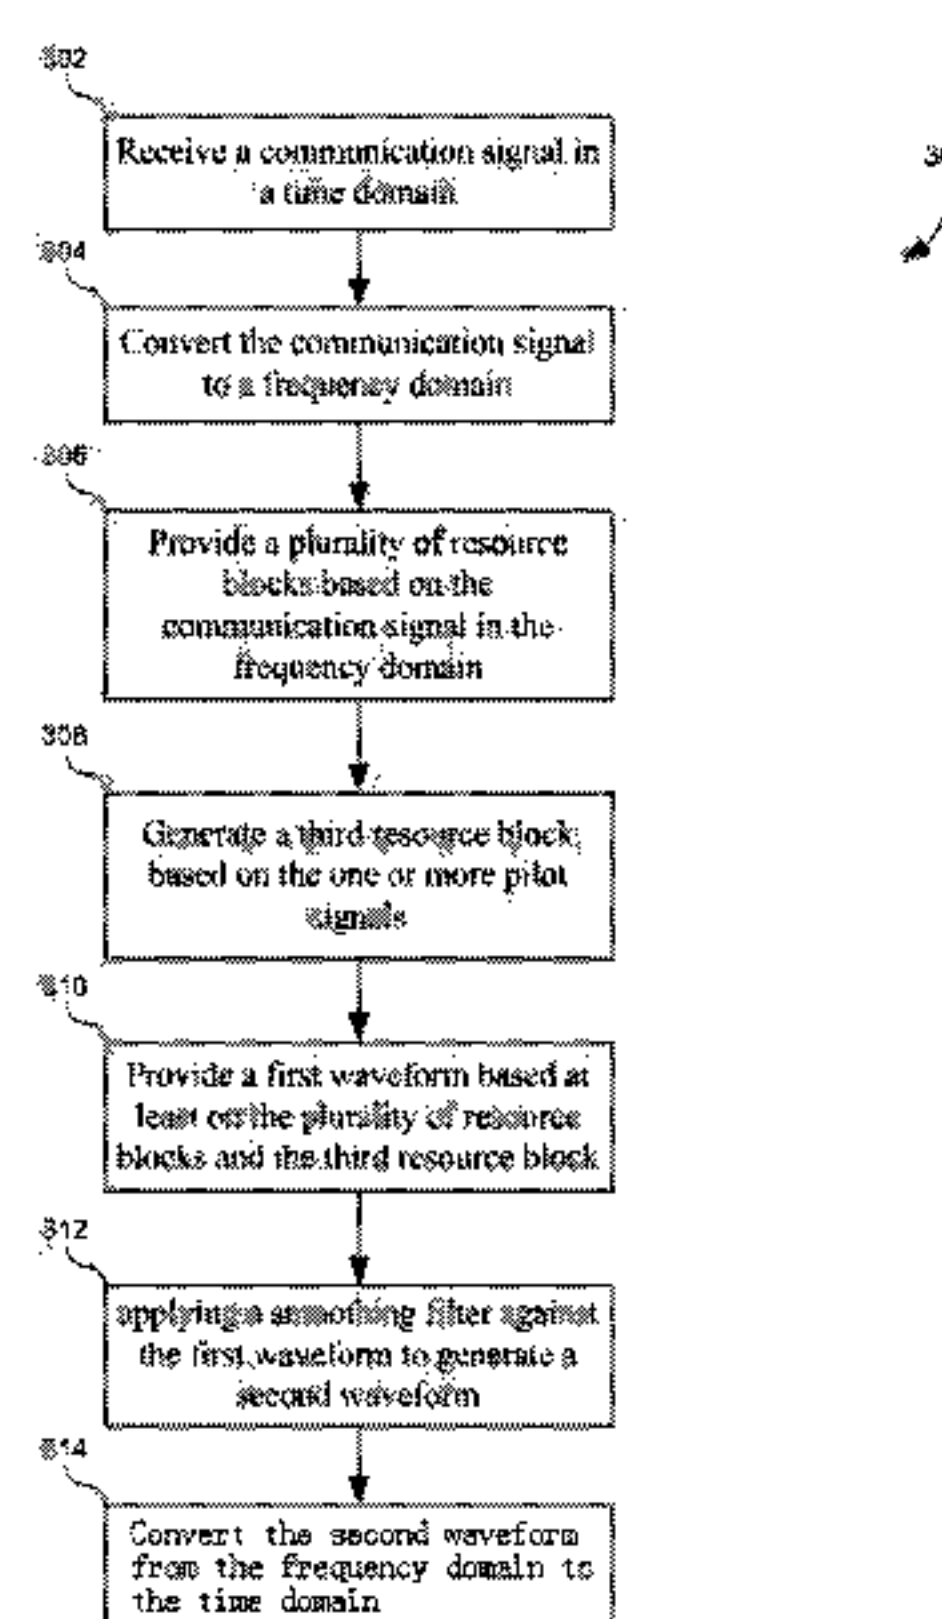 302
Receive a communication signal in
a time domain
304
Convert the communication signal
to a frequency domain
306
Provide a plurality of resource
blocks based on the
communication signal in the
frequency domain
308
Generate a third resource block
based on the one or more pilot
signals
310
Provide a first waveform based at
least on the plurality of resource
blocks and the third resource block
312
applying a smoothing filter against
the first waveform to generate a
second waveform
314
Convert the second waveform
from the frequency domain to
the time domain